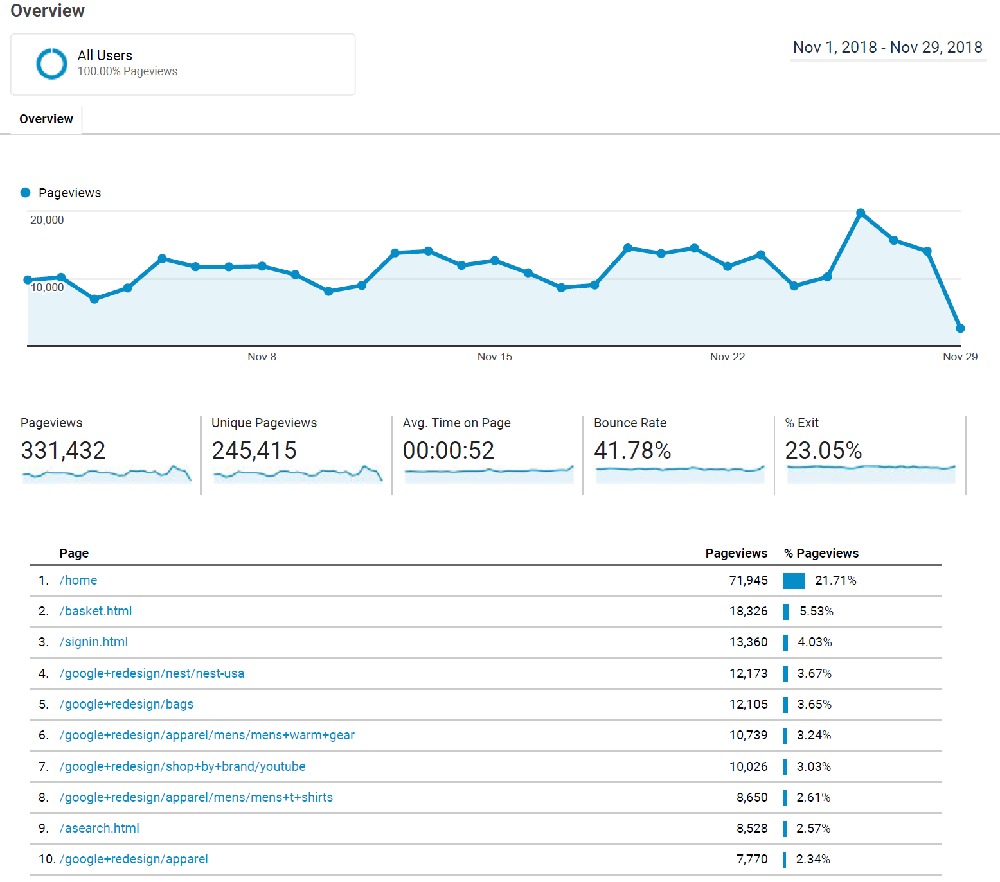 Overview
All Users
100.00% Pageviews
Nov 1, 2018 - Nov 29, 2018
Overview
Pageviews
20,000
10,000
... Nov 8 Nov 15 Nov 22 Nov 29
Pageviews Unique Pageviews Avg. Time on Page Bounce Rate % Exit
331,432 245,415 00:00:52 41.78% 23.05%
Page Pageviews % Pageviews
1. /home 71,945 21.71%
2. /basket.html 18,326 5.53%
3. /signin.html 13,360 4.03%
4. /google+redesign/nest/nest-usa 12,173 3.67%
5. /google+redesign/bags 12,105 3.65%
6. /google+redesign/apparel/mens/mens+warm+gear 10,739 3.24%
7. /google+redesign/shop+by+brand/youtube 10,026 3.03%
8. /google+redesign/apparel/mens/mens+t+shirts 8,650 2.61%
9. /asearch.html 8,528 2.57%
10. /google+redesign/apparel 7,770 2.34%